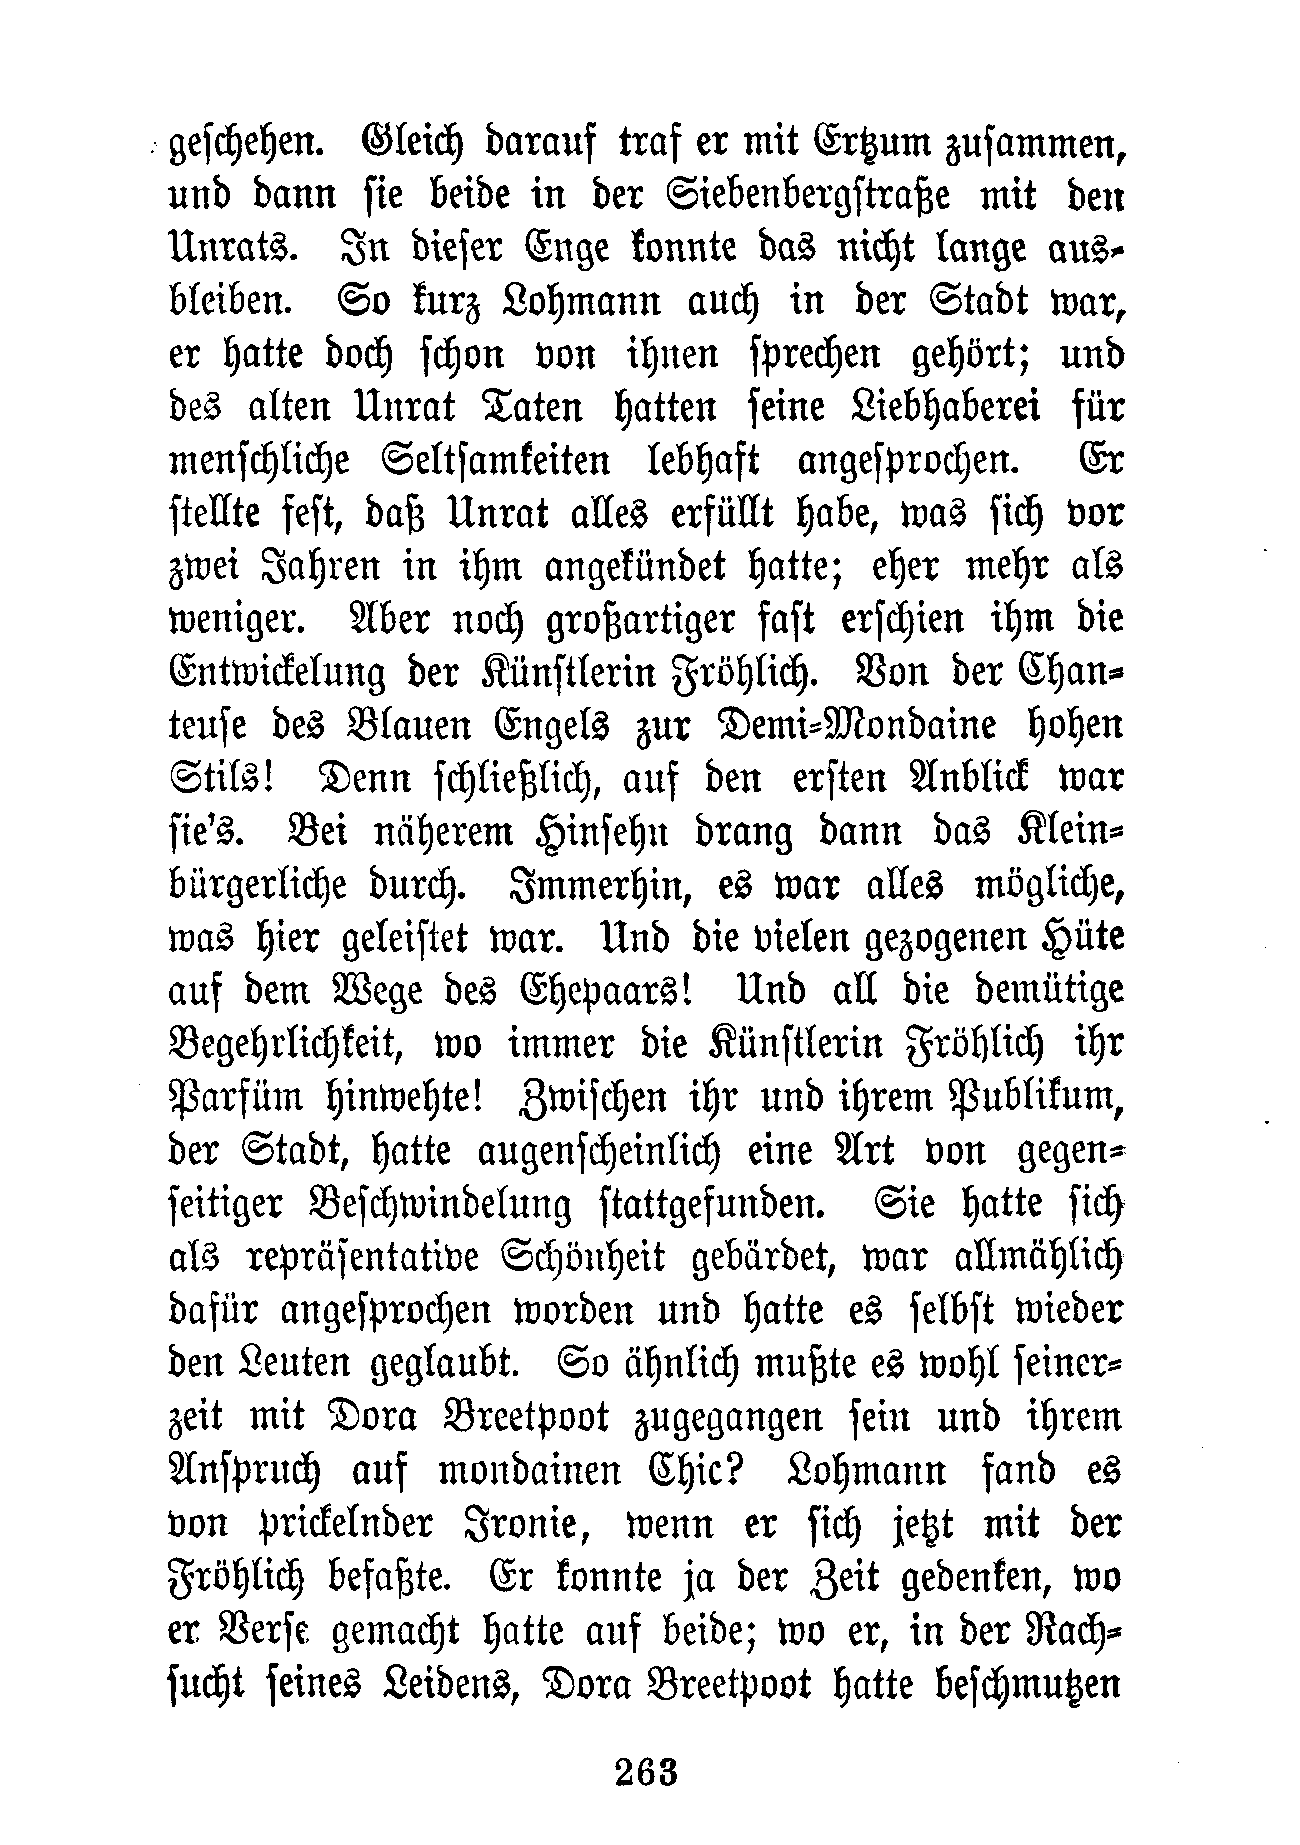 geschehen. Gleich darauf traf er mit Ertzum zusammen,
und dann sie beide in der Siebenbergstraße mit den
Unrats. In dieser Enge konnte das nicht lange aus-
bleiben. So kurz Lohmann auch in der Stadt war,
er hatte doch schon von ihnen sprechen gehört; und
des alten Unrat Taten hatten seine Liebhaberei für
menschliche Seltsamkeiten lebhaft angesprochen. Er
stellte fest, daß Unrat alles erfüllt habe, was sich vor
zwei Jahren in ihm angekündet hatte; eher mehr als
weniger. Aber noch großartiger fast erschien ihm die
Entwickelung der Künstlerin Fröhlich. Von der Chan-
teuse des Blauen Engels zur Demi-Mondaine hohen
Stils! Denn schließlich, auf den ersten Anblick war
sie's. Bei näherem Hinsehn drang dann das Klein-
bürgerliche durch. Immerhin, es war alles mögliche,
was hier geleistet war. Und die vielen gezogenen Hüte
auf dem Wege des Ehepaars! Und all die demütige
Begehrlichkeit, wo immer die Künstlerin Fröhlich ihr
Parfüm hinwehte! Zwischen ihr und ihrem Publikum,
der Stadt, hatte augenscheinlich eine Art von gegen-
seitiger Beschwindelung stattgefunden. Sie hatte sich
als repräsentative Schönheit gebärdet, war allmählich
dafür angesprochen worden und hatte es selbst wieder
den Leuten geglaubt. So ähnlich mußte es wohl seiner-
zeit mit Dora Breetpoot zugegangen sein und ihrem
Anspruch auf mondainen Chic? Lohmann fand es
von prickelnder Ironie, wenn er sich jetzt mit der
Fröhlich befaßte. Er konnte ja der Zeit gedenken, wo
er Verse gemacht hatte auf beide; wo er, in der Rach-
sucht seines Leidens, Dora Breetpoot hatte beschmutzen
263